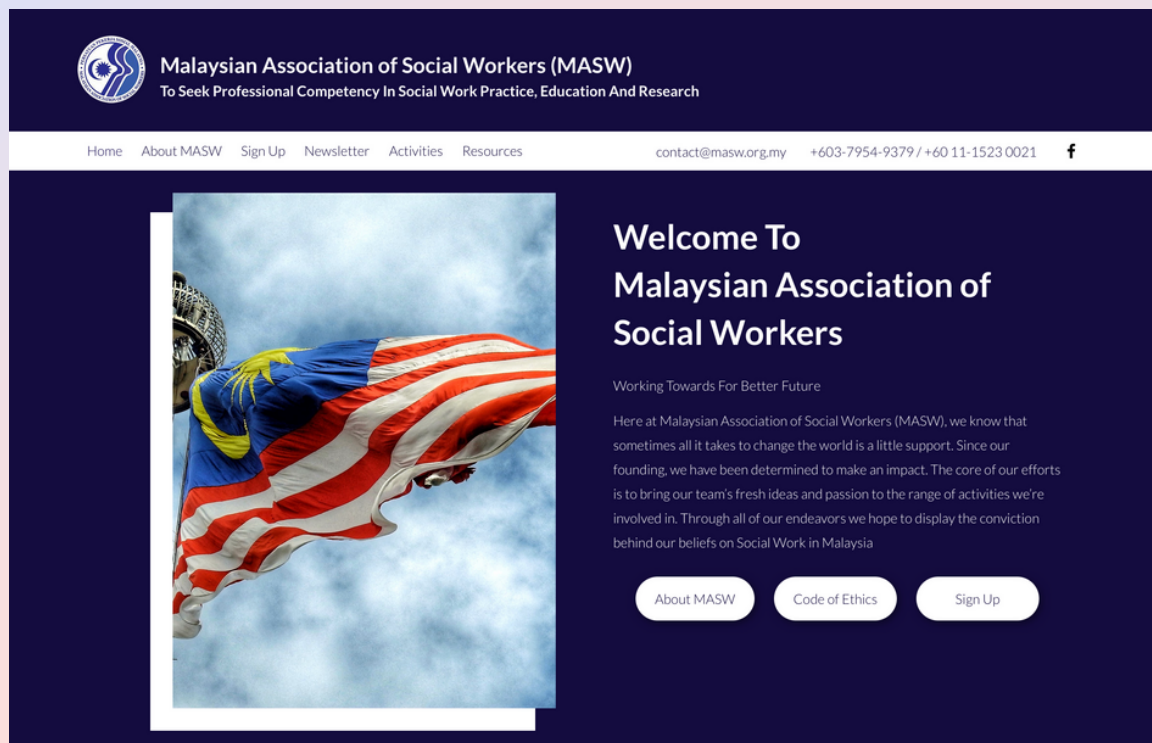 Malaysian Association of Social Workers (MASW)
To Seek Professional Competency In Social Work Practice, Education And Research
Home About MASW Sign Up Newsletter Activities Resources contact@masw.org.my +603-7954-9379 / +60 11-1523 0021
Welcome To
Malaysian Association of
Social Workers
Working Towards For Better Future
Here at Malaysian Association of Social Workers (MASW), we know that
sometimes all it takes to change the world is a little support. Since our
founding, we have been determined to make an impact. The core of our efforts
is to bring our team's fresh ideas and passion to the range of activities we're
involved in. Through all of our endeavors we hope to display the conviction
behind our beliefs on Social Work in Malaysia
About MASW Code of Ethics Sign Up